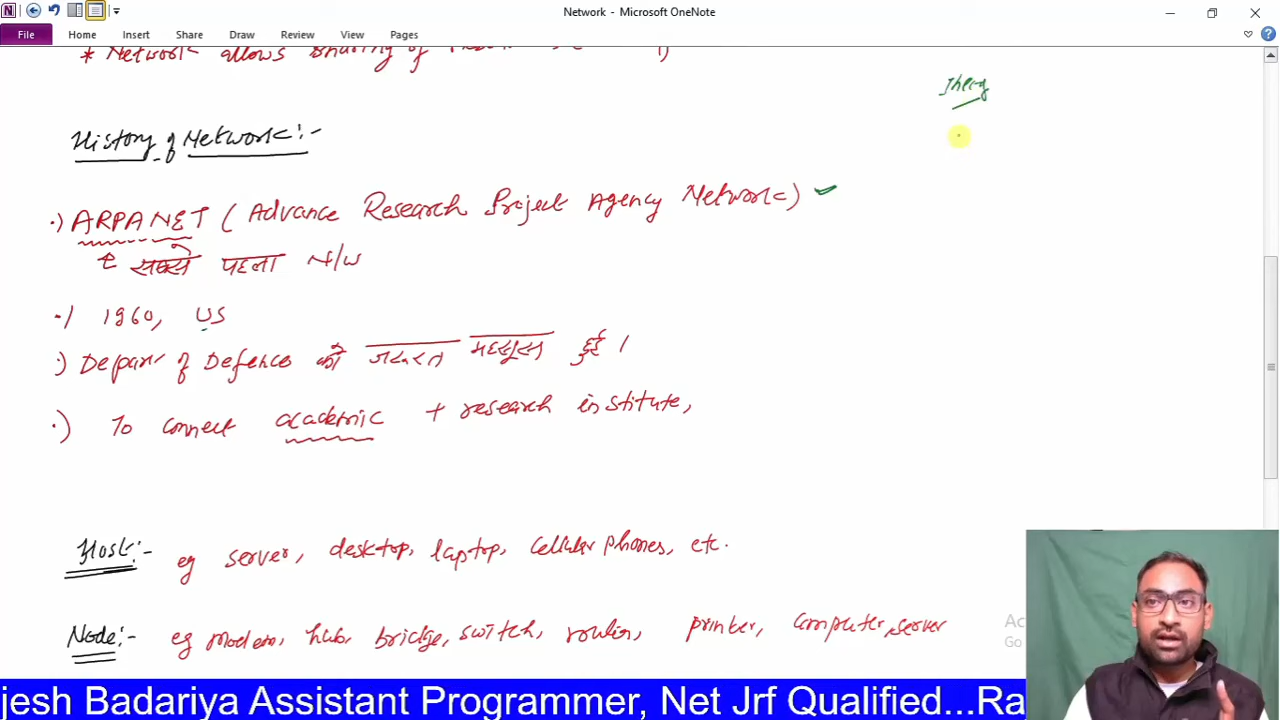 Network - Microsoft OneNote
File Home Insert Share Draw Review View Pages
* Network allows sharing of
Theory
History of Network:-
·) ARPANET ( Advance Research Project Agency Network)
सबसे पहला N/W
·) 1960, US
·) Depar of Defence को जरूरत महसूस हुई ।
·) To connect academic + research institute,
Host:- eg server, desktop, laptop, cellular phones, etc.
Node:- eg modem, hub, bridge, switch, router, printer, computer, server
Ac
Go
jesh Badariya Assistant Programmer, Net Jrf Qualified...Ra